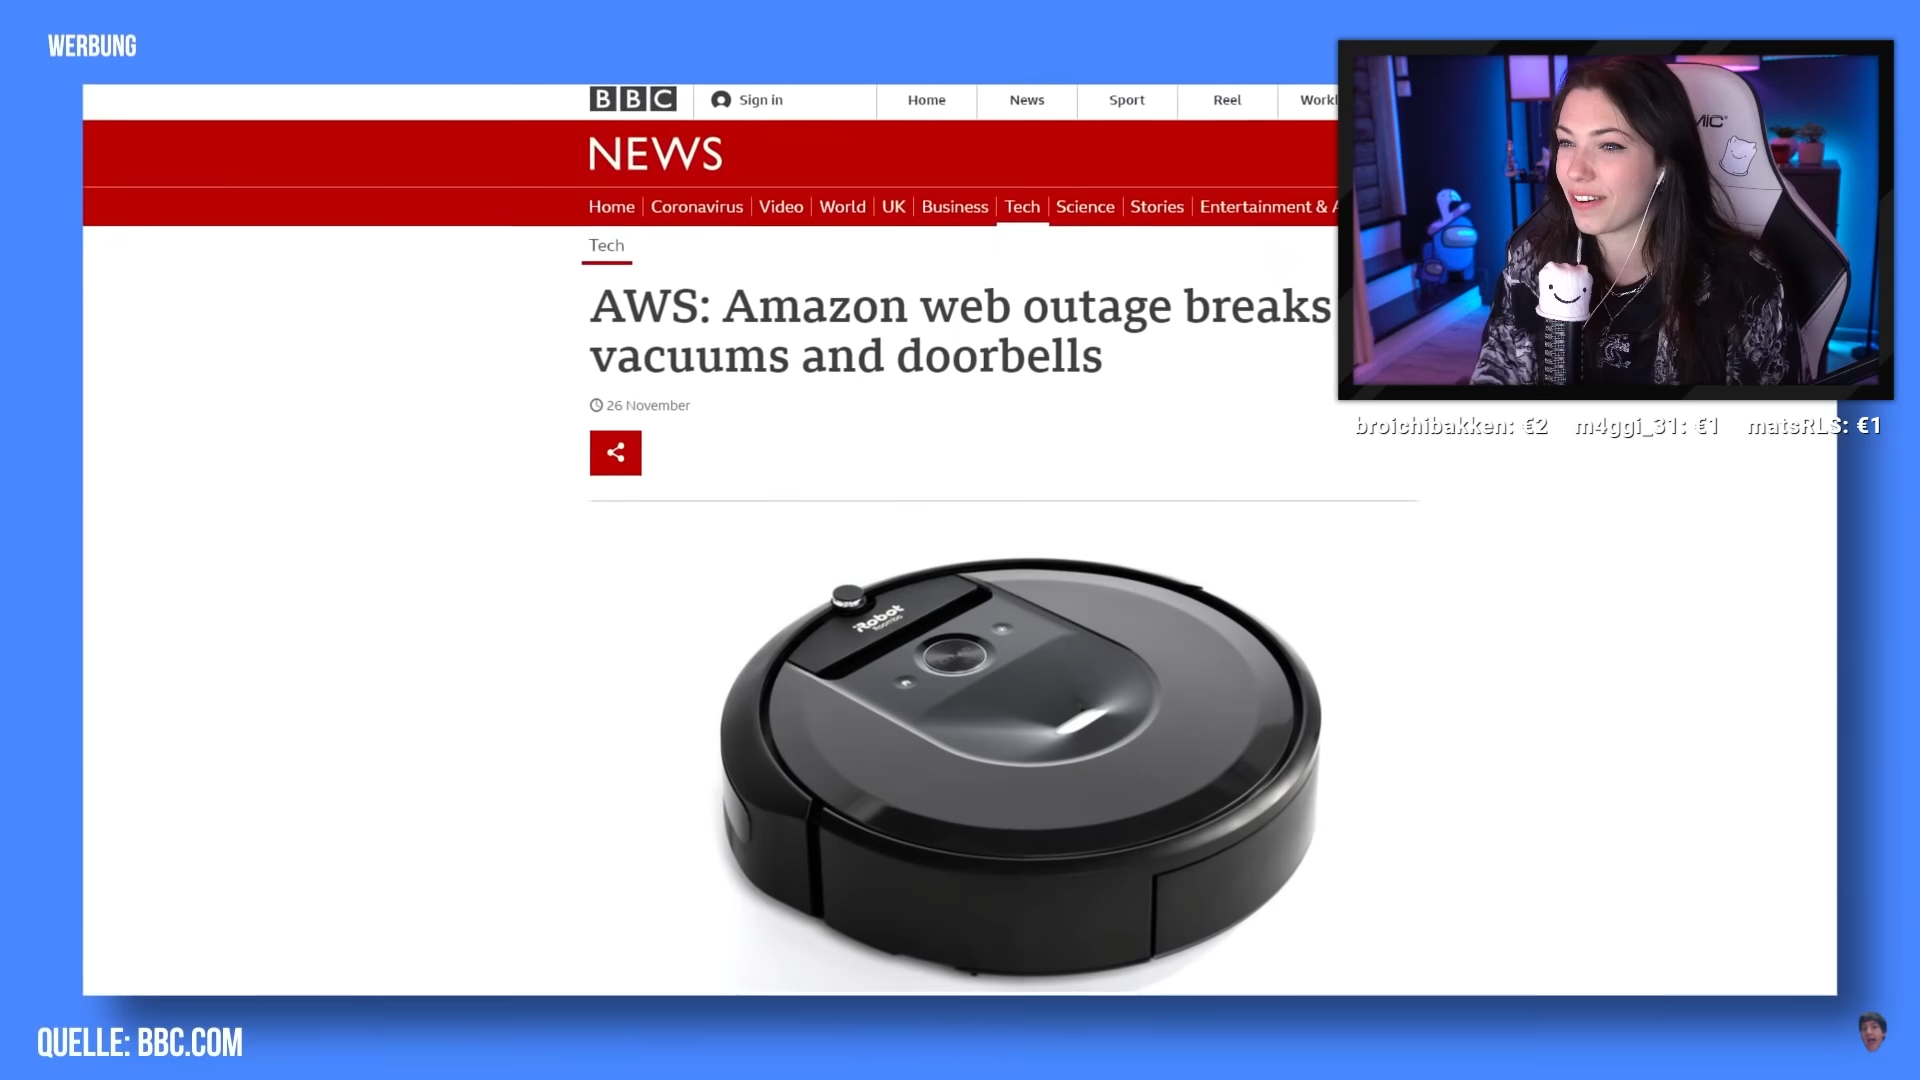 WERBUNG
BBC
Sign in
Home
News
Sport
Reel
NEWS
Home
Coronavirus
Video
World
UK
Business
Tech
Science
Stories
Entertainment & A
Tech
AWS: Amazon web outage breaks
vacuums and doorbells
26 November
broichibakken: €2 m4ggi_31: €1 matsRLS: €1
iRobot
Roomba
CLEAN
QUELLE: BBC.COM